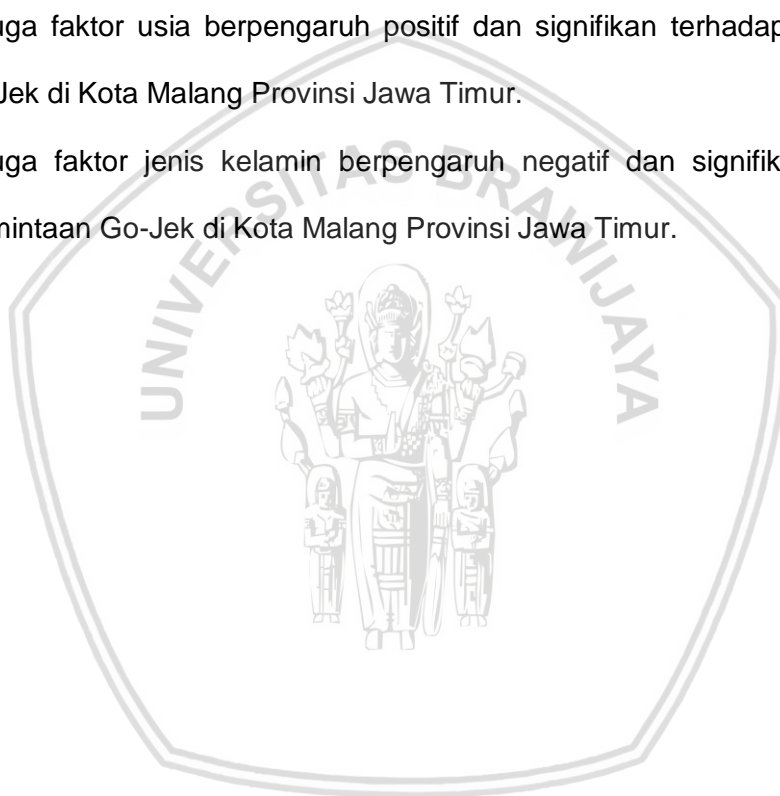 uga faktor usia berpengaruh positif dan signifikan terhadap
Jek di Kota Malang Provinsi Jawa Timur.
uga faktor jenis kelamin berpengaruh negatif dan signifik
mintaan Go-Jek di Kota Malang Provinsi Jawa Timur.
UNIVERSITAS BRAWIJAYA